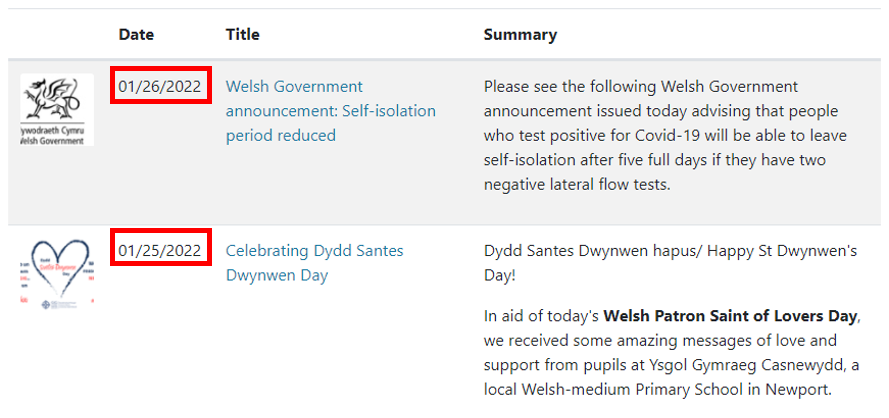 Date Title Summary
01/26/2022
Welsh Government
announcement: Self-isolation
period reduced
Please see the following Welsh Government
announcement issued today advising that people
who test positive for Covid-19 will be able to leave
self-isolation after five full days if they have two
negative lateral flow tests.
ywodraeth Cymru
Welsh Government
01/25/2022
Celebrating Dydd Santes
Dwynwen Day
Dydd Santes Dwynwen hapus/ Happy St Dwynwen's
Day!
In aid of today's Welsh Patron Saint of Lovers Day,
we received some amazing messages of love and
support from pupils at Ysgol Gymraeg Casnewydd, a
local Welsh-medium Primary School in Newport.
Dydd
Santes Dwynwen
Day